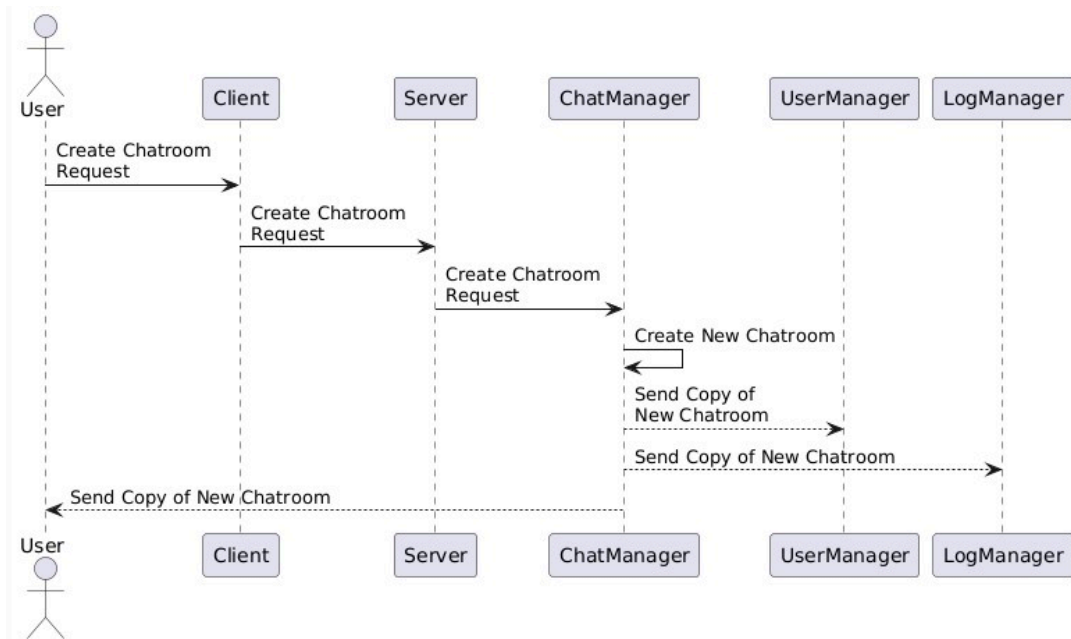 User
Client
Server
ChatManager
UserManager
LogManager
Create Chatroom
Request
Create Chatroom
Request
Create Chatroom
Request
Create New Chatroom
Send Copy of
New Chatroom
Send Copy of New Chatroom
Send Copy of New Chatroom
User
Client
Server
ChatManager
UserManager
LogManager